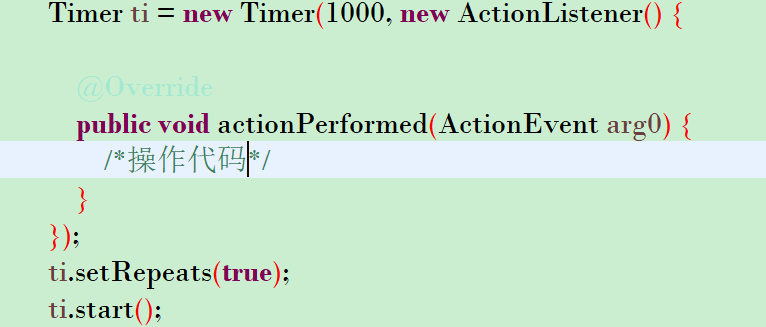 Timer ti = new Timer(1000, new ActionListener() {
@Override
public void actionPerformed(ActionEvent arg0) {
/*操作代码*/
}
});
ti.setRepeats(true);
ti.start();